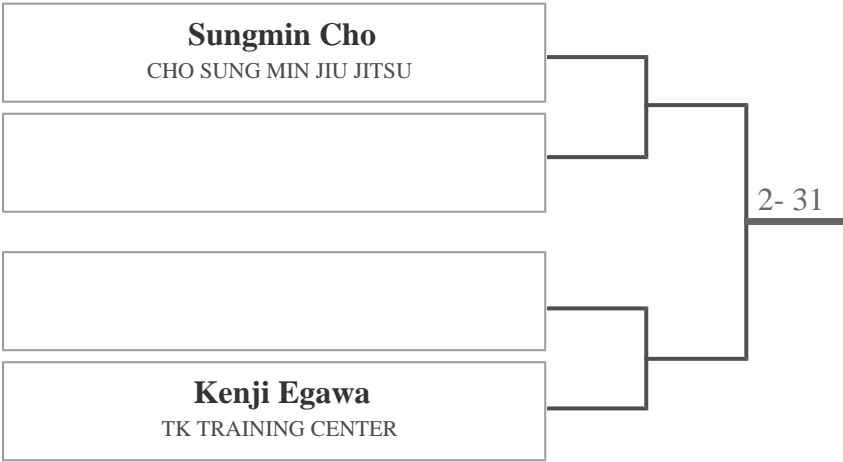 Sungmin Cho
CHO SUNG MIN JIU JITSU
2- 31
Kenji Egawa
TK TRAINING CENTER